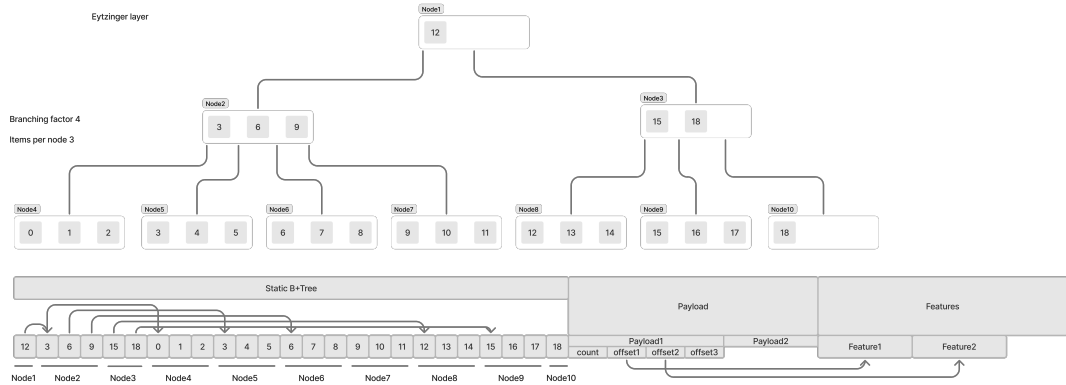 Eytzinger layer
Node1
12
Branching factor 4
Items per node 3
Node2
3 6 9
Node3
15 18
Node4
0 1 2
Node5
3 4 5
Node6
6 7 8
Node7
9 10 11
Node8
12 13 14
Node9
15 16 17
Node10
18
Static B+Tree
Payload
Features
12 3 6 9 15 18 0 1 2 3 4 5 6 7 8 9 10 11 12 13 14 15 16 17 18
Payload1
Payload2
count offset1 offset2 offset3
Feature1
Feature2
Node1 Node2 Node3 Node4 Node5 Node6 Node7 Node8 Node9 Node10